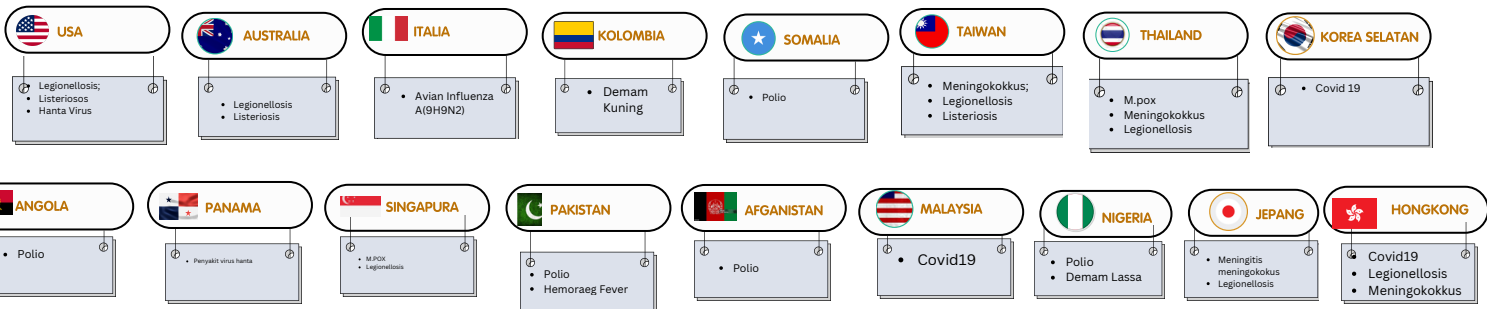 USA
Legionellosis;
Listeriosos
Hanta Virus
AUSTRALIA
Legionellosis
Listeriosis
ITALIA
Avian Influenza
A(9H9N2)
KOLOMBIA
Demam
Kuning
SOMALIA
Polio
TAIWAN
Meningokokkus;
Legionellosis
Listeriosis
THAILAND
M.pox
Meningokokkus
Legionellosis
KOREA SELATAN
Covid 19
ANGOLA
Polio
PANAMA
Penyakit virus hanta
SINGAPURA
M.POX
Legionellosis
PAKISTAN
Polio
Hemoraeg Fever
AFGANISTAN
Polio
MALAYSIA
Covid19
NIGERIA
Polio
Demam Lassa
JEPANG
Meningitis
meningokokus
Legionellosis
HONGKONG
Covid19
Legionellosis
Meningokokkus